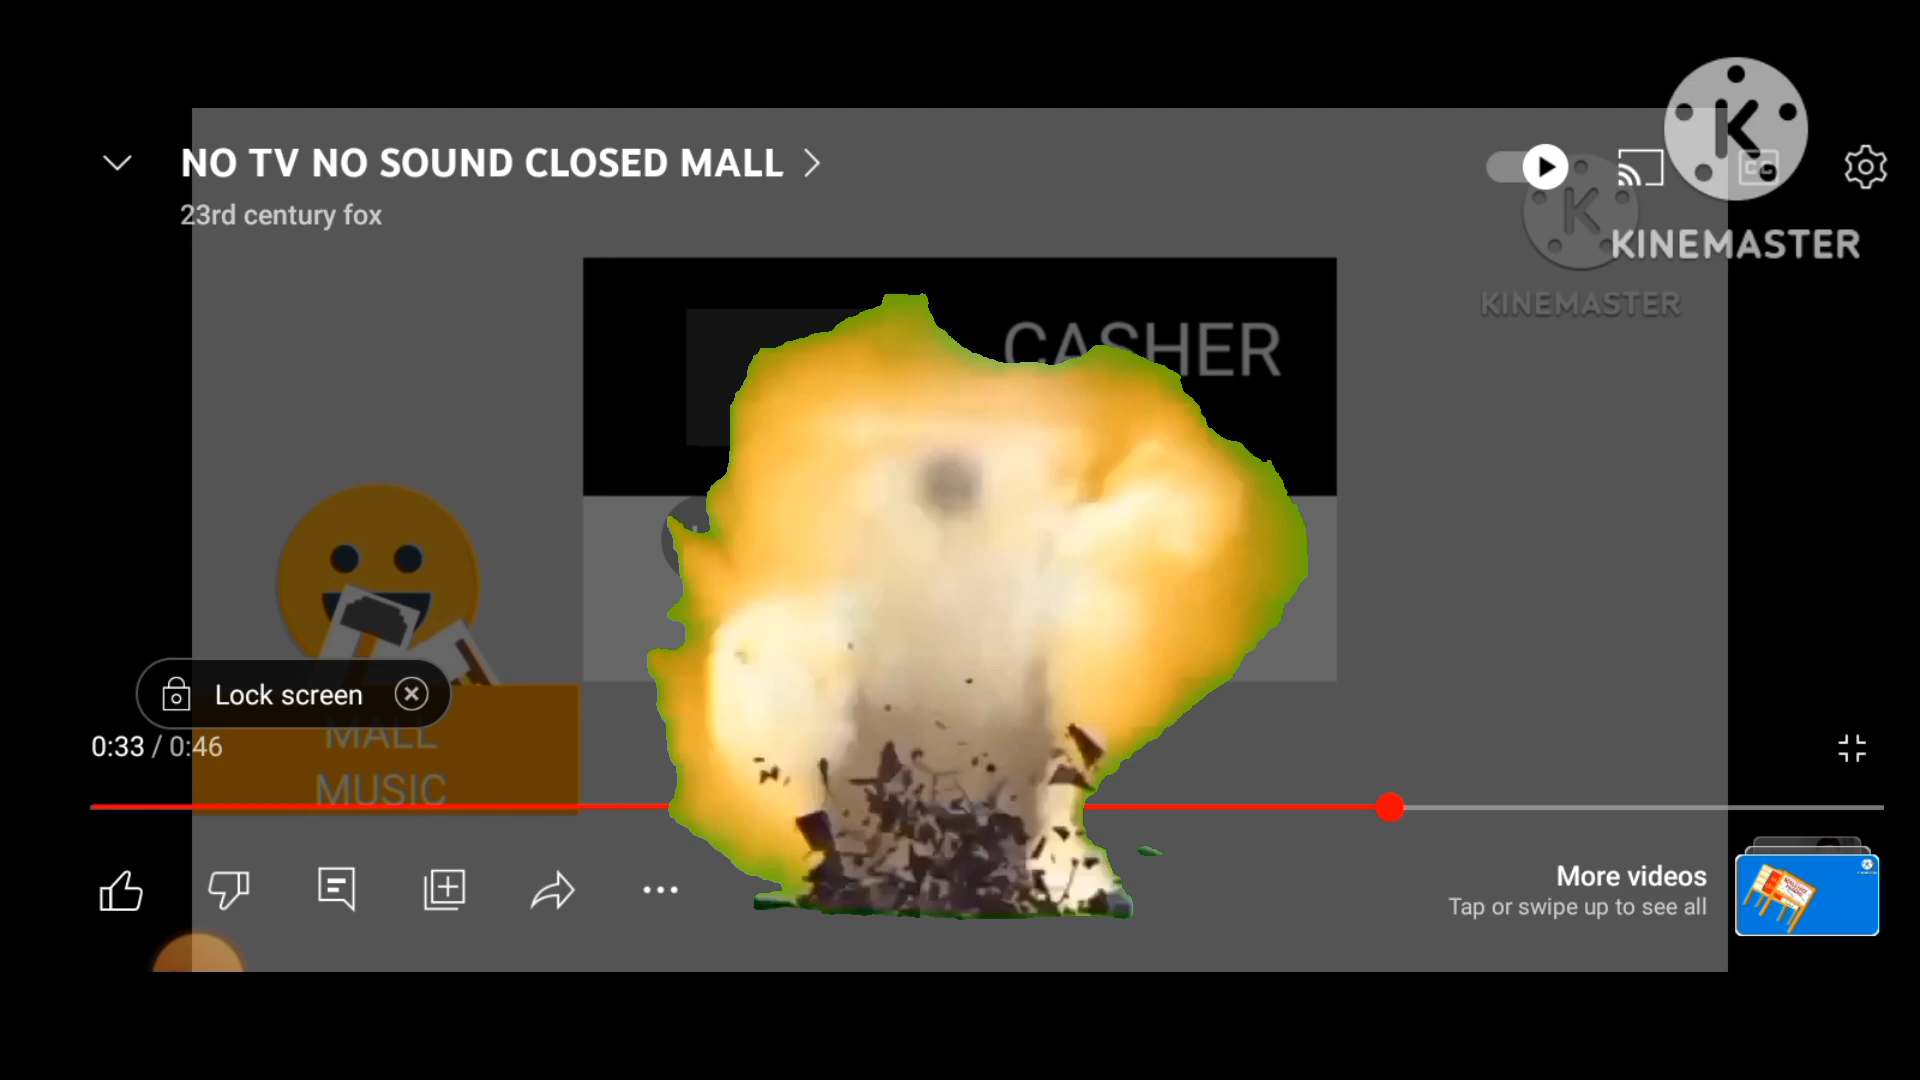 NO TV NO SOUND CLOSED MALL
23rd century fox
K
CC
KINEMASTER
K
KINEMASTER
CASHER
Lock screen
0:33 / 0:46
MALL
MUSIC
More videos
Tap or swipe up to see all